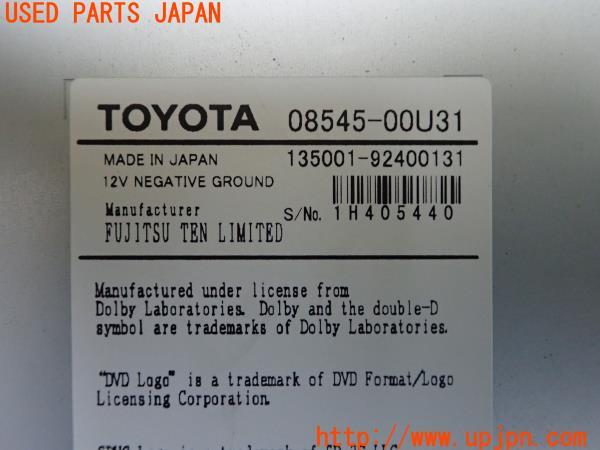 USED PARTS JAPAN
TOYOTA 08545-00U31
MADE IN JAPAN 135001-92400131
12V NEGATIVE GROUND
Manufacturer S/No. 1H405440
FUJITSU TEN LIMITED
Manufactured under license from
Dolby Laboratories. Dolby and the double-D
symbol are trademarks of Dolby Laboratories.
"DVD Logo" is a trademark of DVD Format/Logo
Licensing Corporation.
trademark of
http://www.upjpn.com